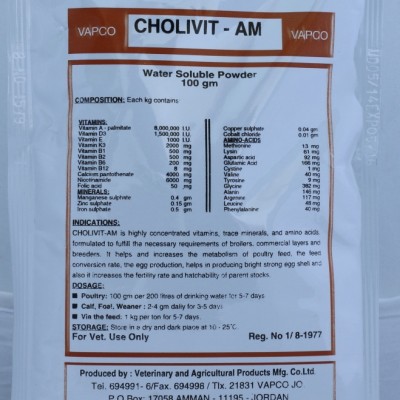 VAPCO CHOLIVIT - AM VAPCO
Water Soluble Powder
100 gm
COMPOSITION: Each kg contains
VITAMINS:
Vitamin A - palmitate 8,000,000 I.U
Vitamin D3 1,500,000 I.U
Vitamin E 1000 I.U
Vitamin K3 2000 mg
Vitamin B1 500 mg
Vitamin B2 500 mg
Vitamin B6 200 mg
Vitamin B12 8 mg
Calcium pantothenate 4000 mg
Nicotinamide 6000 mg
Folic acid 50 mg
MINERALS:
Manganese sulphate 0.4 gm
Zinc sulphate 0.15 gm
Iron sulphate 0.5 gm
Copper sulphate 0.04 gm
Cobalt chloride 0.01 gm
AMINO-ACIDS
Methionine 13 mg
Lysin 61 mg
Aspartic acid 92 mg
Glutamic acid 166 mg
Cystine 1 mg
Valine 40 mg
Tyrosine 9 mg
Glycine 382 mg
Alanin 146 mg
Arginine 117 mg
Leucine 48 mg
Phenylalanine 40 mg
INDICATIONS:
CHOLIVIT-AM is highly concentrated vitamins, trace minerals, and amino acids,
formulated to fulfill the necessary requirements of broilers, commercial layers and
breeders. It helps and increases the metabolism of poultry feed, the feed
conversion rate, the egg production, helps in producing bright strong egg shell and
also it increases the fertility rate and hatchability of parent stocks.
DOSAGE:
■ Poultry: 100 gm per 200 litres of drinking water for 5-7 days.
■ Calf, Foal, Weaner : 2-4 gm daily for 3-5 days
■ Via the feed: 1 kg per ton for 5-7 days.
STORAGE: Store in a dry and dark place at 10 - 25°C.
For Vet. Use Only Reg. No 1/ 8-1977
Produced by : Veterinary and Agricultural Products Mfg. Co.Ltd.
Tel. 694991- 6/Fax. 694998 / Tlx. 21831 VAPCO JO
P.O.Box: 17058 AMMAN - 11195 - JORDAN